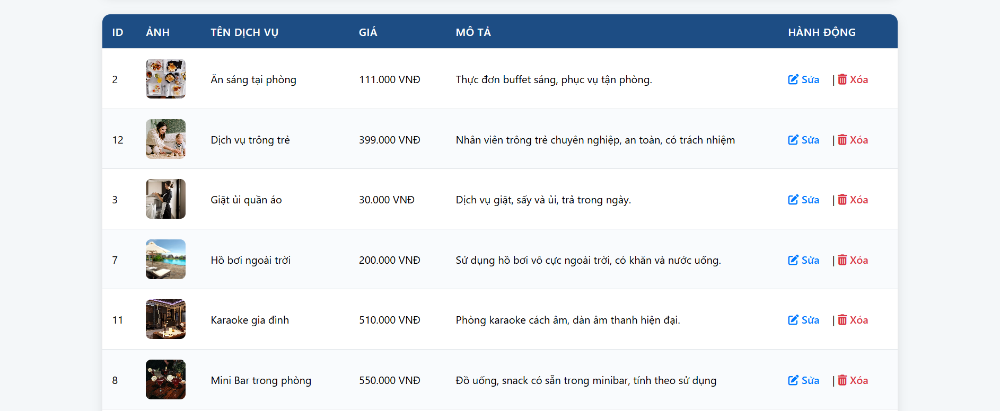 ID ẢNH TÊN DỊCH VỤ GIÁ MÔ TẢ HÀNH ĐỘNG
2 Ăn sáng tại phòng 111.000 VNĐ Thực đơn buffet sáng, phục vụ tận phòng. Sửa | Xóa
12 Dịch vụ trông trẻ 399.000 VNĐ Nhân viên trông trẻ chuyên nghiệp, an toàn, có trách nhiệm Sửa | Xóa
3 Giặt ủi quần áo 30.000 VNĐ Dịch vụ giặt, sấy và ủi, trả trong ngày. Sửa | Xóa
7 Hồ bơi ngoài trời 200.000 VNĐ Sử dụng hồ bơi vô cực ngoài trời, có khăn và nước uống. Sửa | Xóa
11 Karaoke gia đình 510.000 VNĐ Phòng karaoke cách âm, dàn âm thanh hiện đại. Sửa | Xóa
8 Mini Bar trong phòng 550.000 VNĐ Đồ uống, snack có sẵn trong minibar, tính theo sử dụng Sửa | Xóa